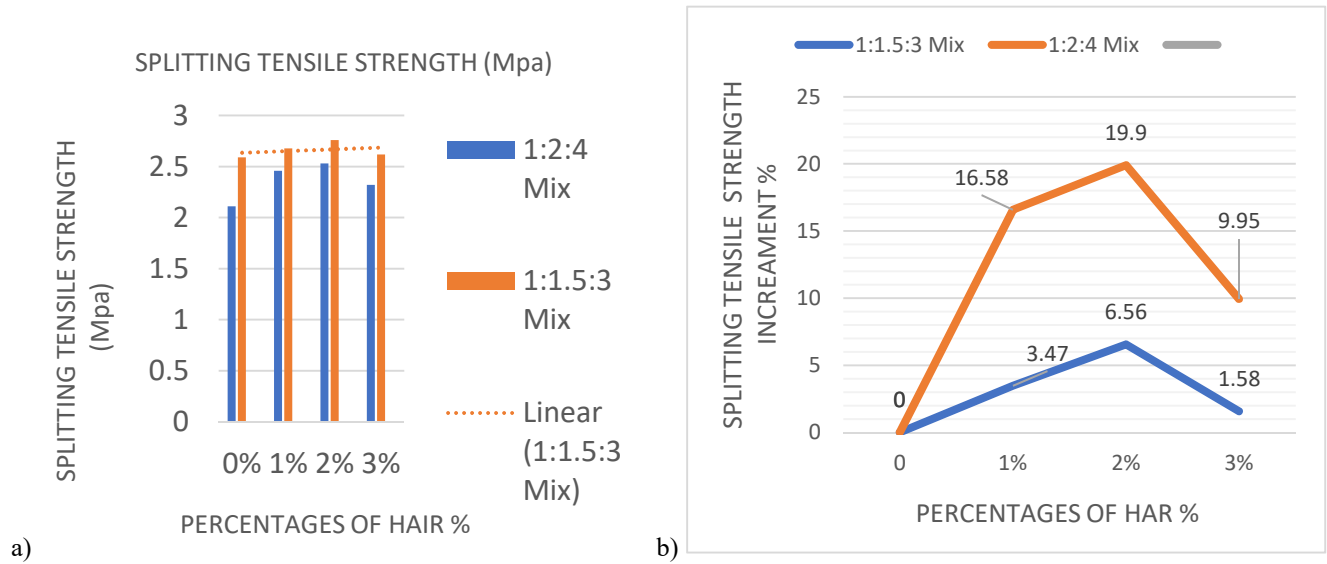 SPLITTING TENSILE STRENGTH (Mpa)
SPLITTING TENSILE STRENGTH
(Mpa)
3
2.5
2
1.5
1
0.5
0
0% 1% 2% 3%
PERCENTAGES OF HAIR %
1:2:4
Mix
1:1.5:3
Mix
Linear
(1:1.5:3
Mix)
a)
1:1.5:3 Mix
1:2:4 Mix
SPLITTING TENSILE STRENGTH
INCREAMENT %
25
20
15
10
5
0
0
16.58
19.9
9.95
0
3.47
6.56
1.58
0 1% 2% 3%
PERCENTAGES OF HAR %
b)